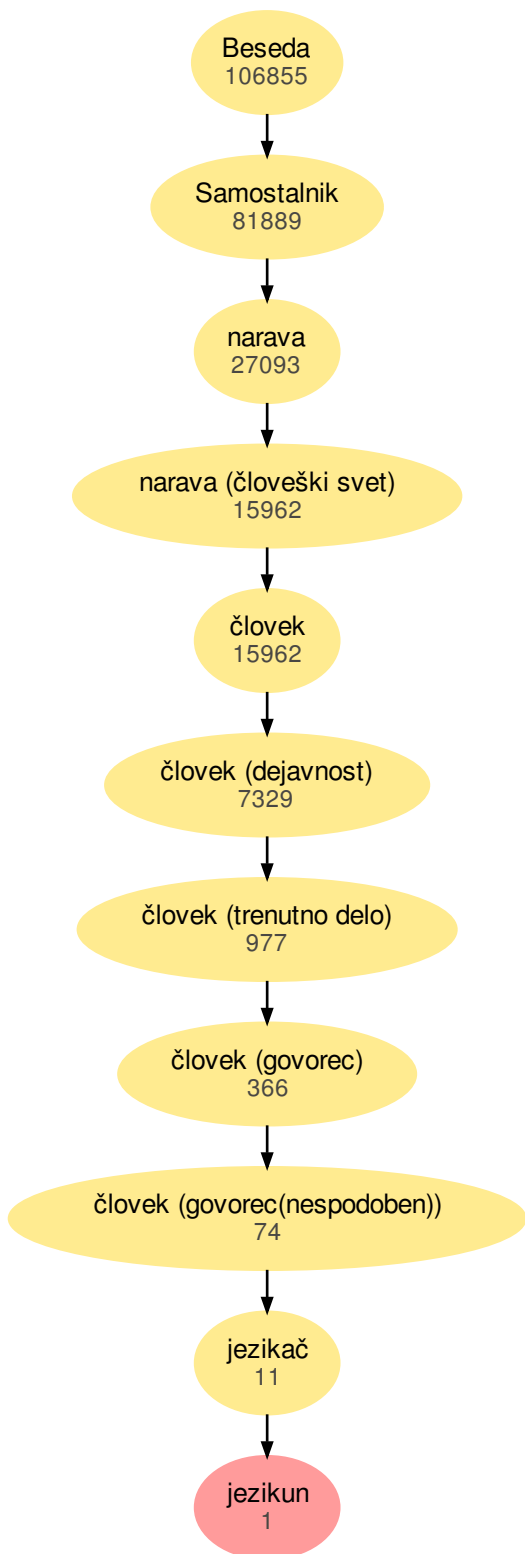 Beseda
106855
Samostalnik
81889
narava
27093
narava (človeški svet)
15962
človek
15962
človek (dejavnost)
7329
človek (trenutno delo)
977
človek (govorec)
366
človek (govorec(nespodoben))
74
jezikač
11
jezikun
1